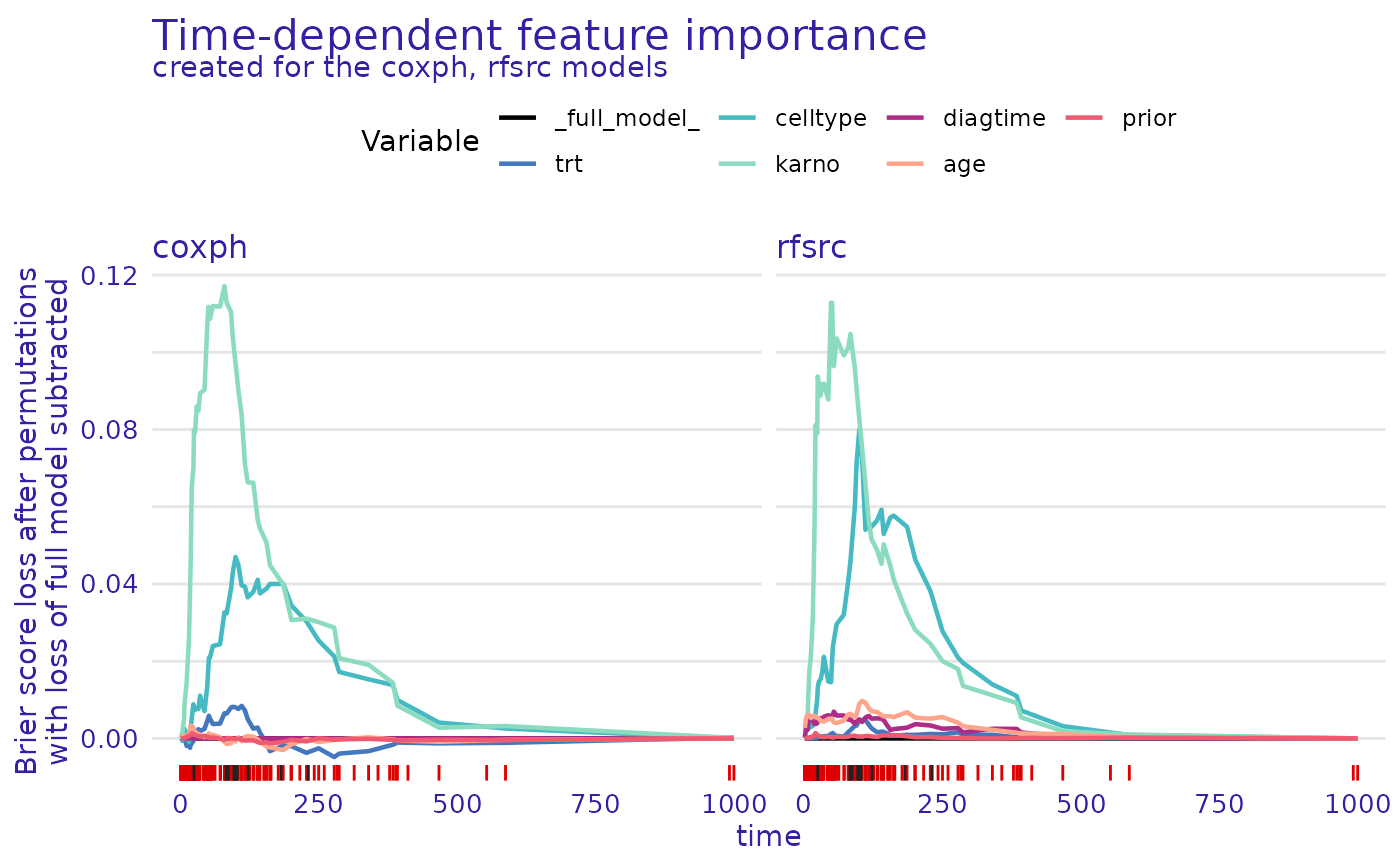 Time-dependent feature importance
created for the coxph, rfsrc models
Variable
_full_model_ celltype diagtime prior
trt karno age
coxph rfsrc
Brier score loss after permutations
with loss of full model subtracted
0.12
0.08
0.04
0.00
0 250 500 750 1000 0 250 500 750 1000
time